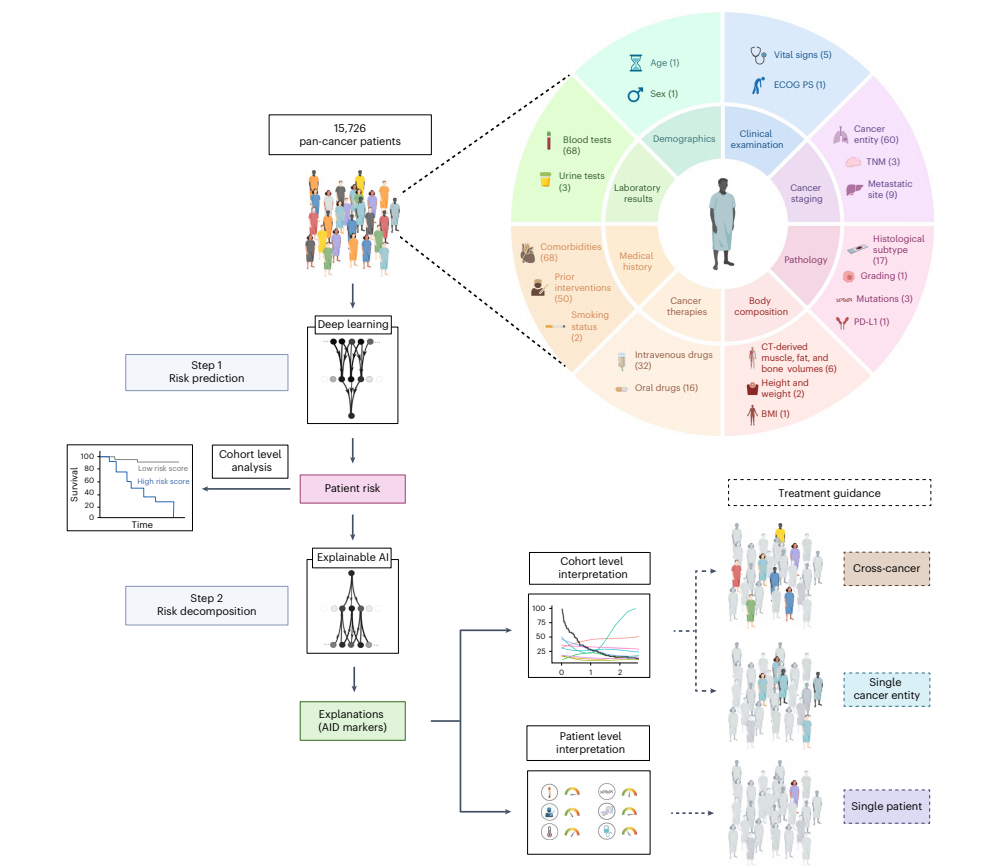 15,726
pan-cancer patients
Age (1)
Sex (1)
Demographics
Vital signs (5)
ECOG PS (1)
Clinical
examination
Cancer
entity (60)
TNM (3)
Metastatic
site (9)
Cancer
staging
Histological
subtype
(17)
Grading (1)
Mutations (3)
PD-L1 (1)
Pathology
CT-derived
muscle, fat, and
bone volumes (6)
Height and
weight (2)
BMI (1)
Body
composition
Intravenous drugs
(32)
Oral drugs (16)
Cancer
therapies
Comorbidities
(68)
Prior
interventions
(50)
Smoking
status
(2)
Medical
history
Blood tests
(68)
Urine tests
(3)
Laboratory
results
Deep learning
Step 1
Risk prediction
Cohort level
analysis
Patient risk
Survival
100
80
60
40
20
0
Low risk score
High risk score
Time
Explainable AI
Step 2
Risk decomposition
Explanations
(AID markers)
Cohort level
interpretation
100
75
50
25
0
1
2
Patient level
interpretation
Treatment guidance
Cross-cancer
Single
cancer entity
Single patient